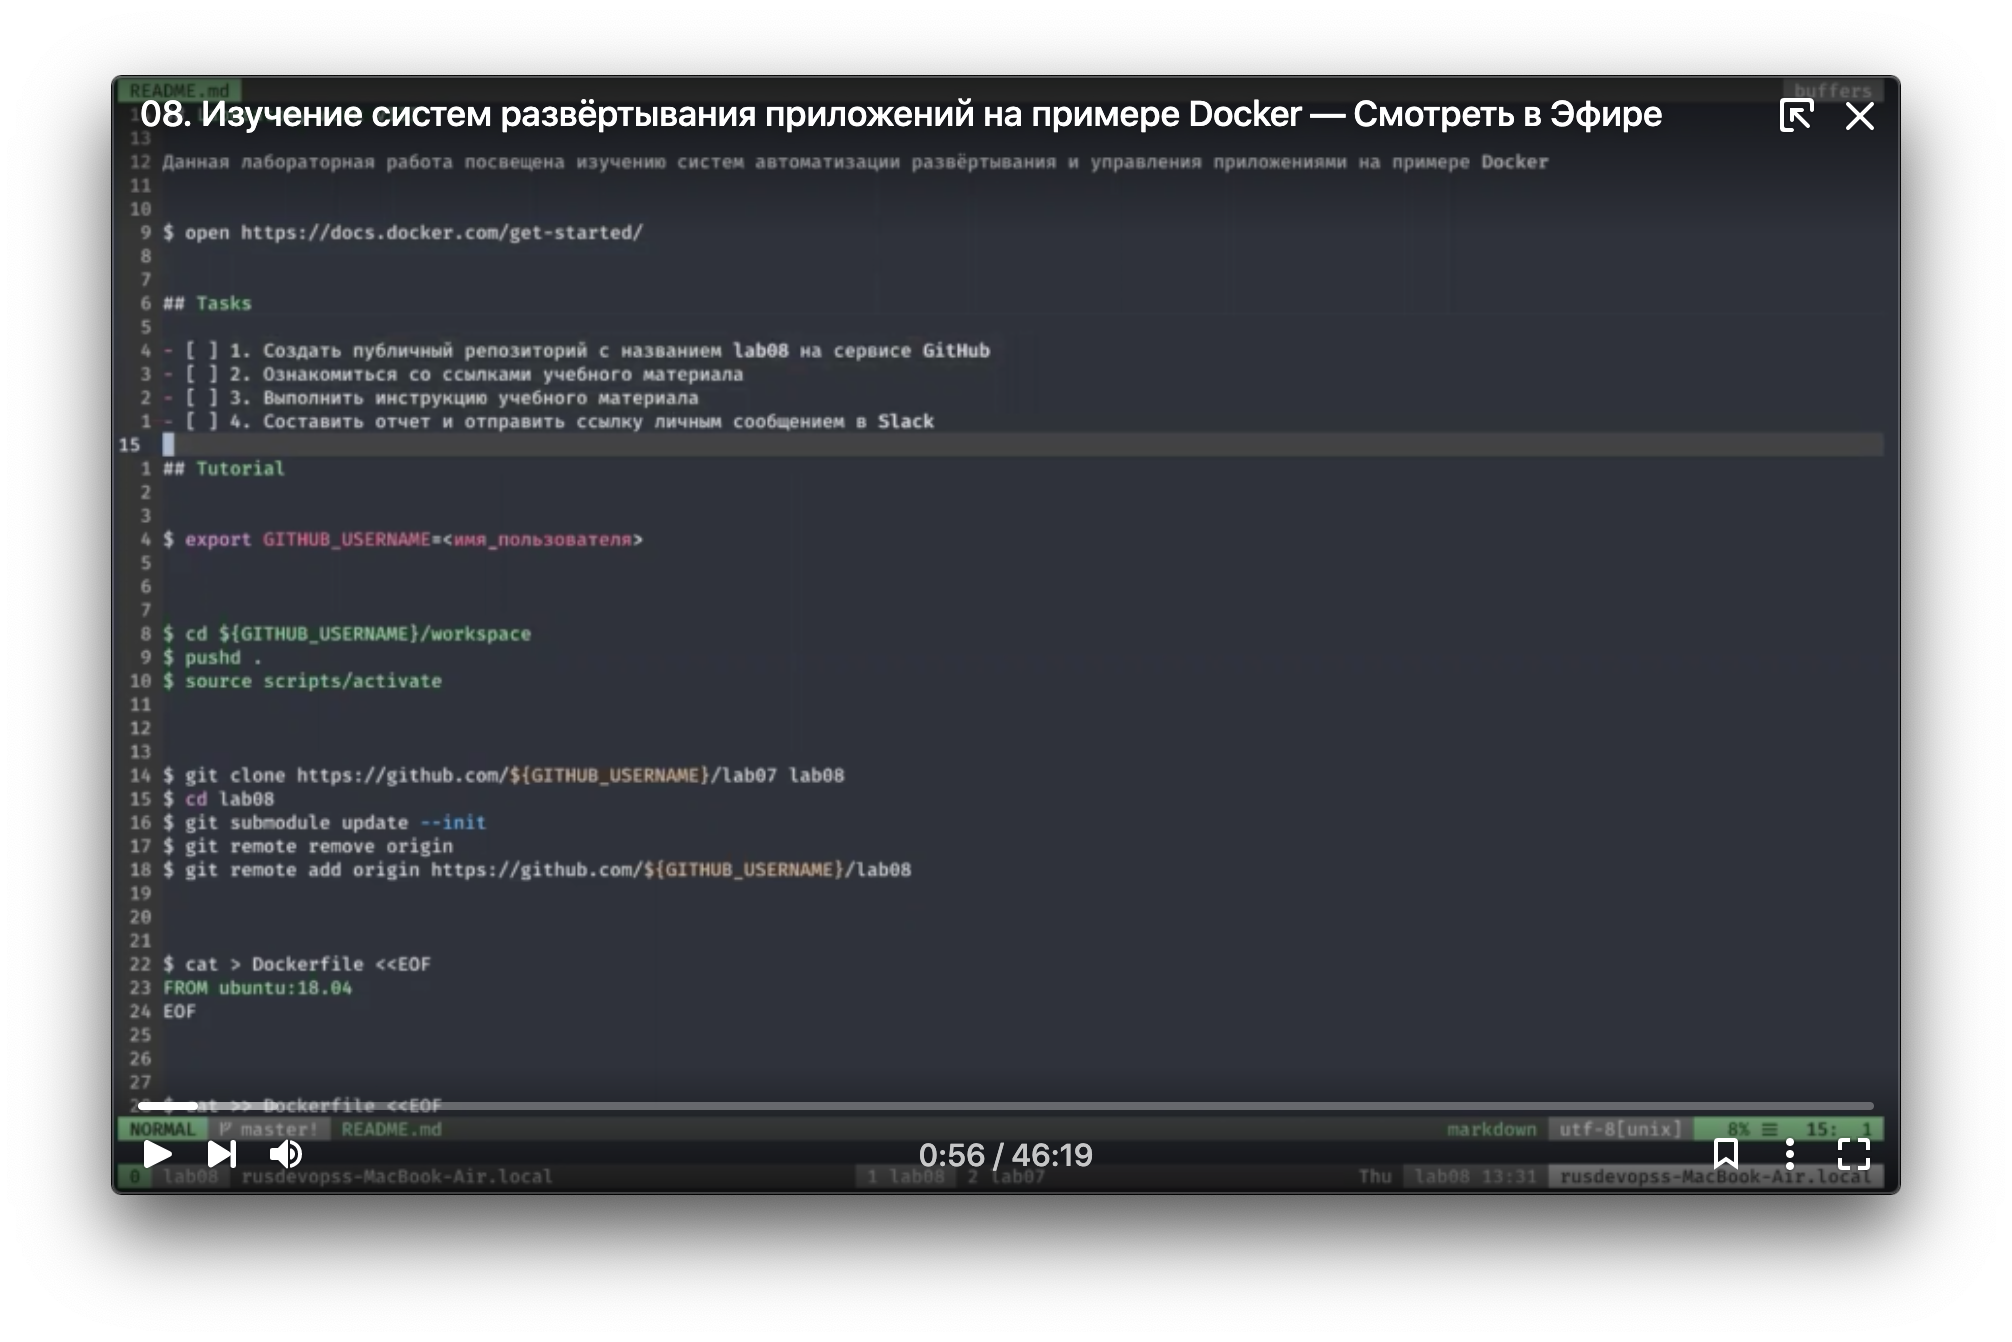 README.md
buffers
08. Изучение систем развёртывания приложений на примере Docker — Смотреть в Эфире
13
12 Данная лабораторная работа посвещена изучению систем автоматизации развёртывания и управления приложениями на примере Docker
11
10
9 $ open https://docs.docker.com/get-started/
8
7
6 ## Tasks
5
4 - [ ] 1. Создать публичный репозиторий с названием lab08 на сервисе GitHub
3 - [ ] 2. Ознакомиться со ссылками учебного материала
2 - [ ] 3. Выполнить инструкцию учебного материала
1 - [ ] 4. Составить отчет и отправить ссылку личным сообщением в Slack
15
1 ## Tutorial
2
3
4 $ export GITHUB_USERNAME=<имя_пользователя>
5
6
7
8 $ cd ${GITHUB_USERNAME}/workspace
9 $ pushd .
10 $ source scripts/activate
11
12
13
14 $ git clone https://github.com/${GITHUB_USERNAME}/lab07 lab08
15 $ cd lab08
16 $ git submodule update --init
17 $ git remote remove origin
18 $ git remote add origin https://github.com/${GITHUB_USERNAME}/lab08
19
20
21
22 $ cat > Dockerfile <<EOF
23 FROM ubuntu:18.04
24 EOF
25
26
27
28 $ cat >> Dockerfile <<EOF
NORMAL master! README.md markdown utf-8[unix] 8% ☰ 15: 1
0:56 / 46:19
0 lab08 rusdevopss-MacBook-Air.local 1 lab08 2 lab07 Thu lab08 13:31 rusdevopss-MacBook-Air.local